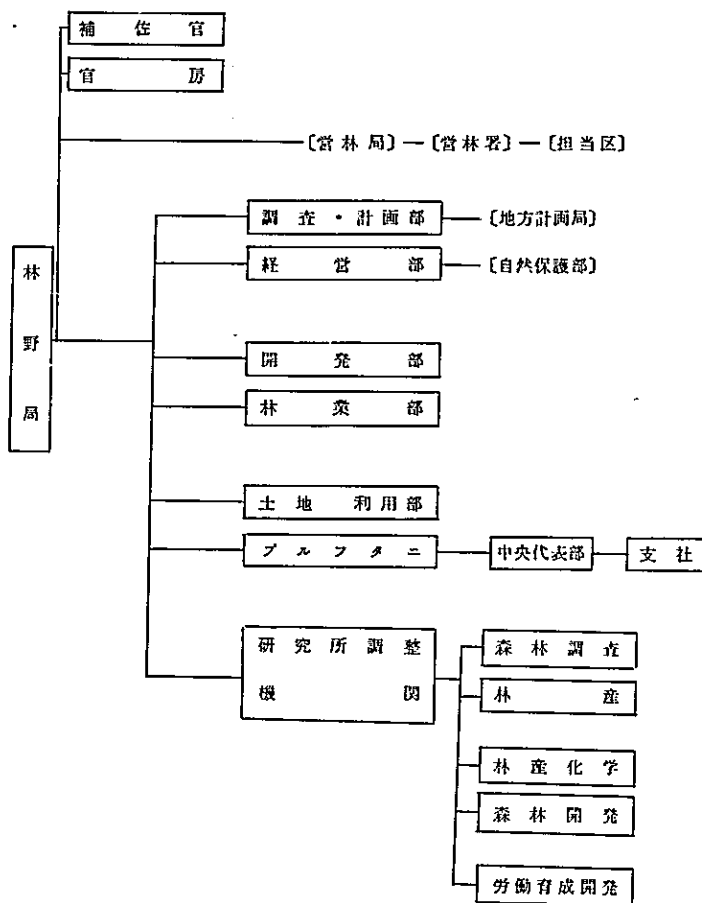 補佐官
官房
〔営林局〕―〔営林署〕―〔担当区〕
調査・計画部 〔地方計画局〕
経営部 〔自然保護部〕
林野局
開発部
林業部
土地利用部
プルフタニ 中央代表部 支社
研究所調整
機関
森林調査
林産
林産化学
森林開発
労働育成開発